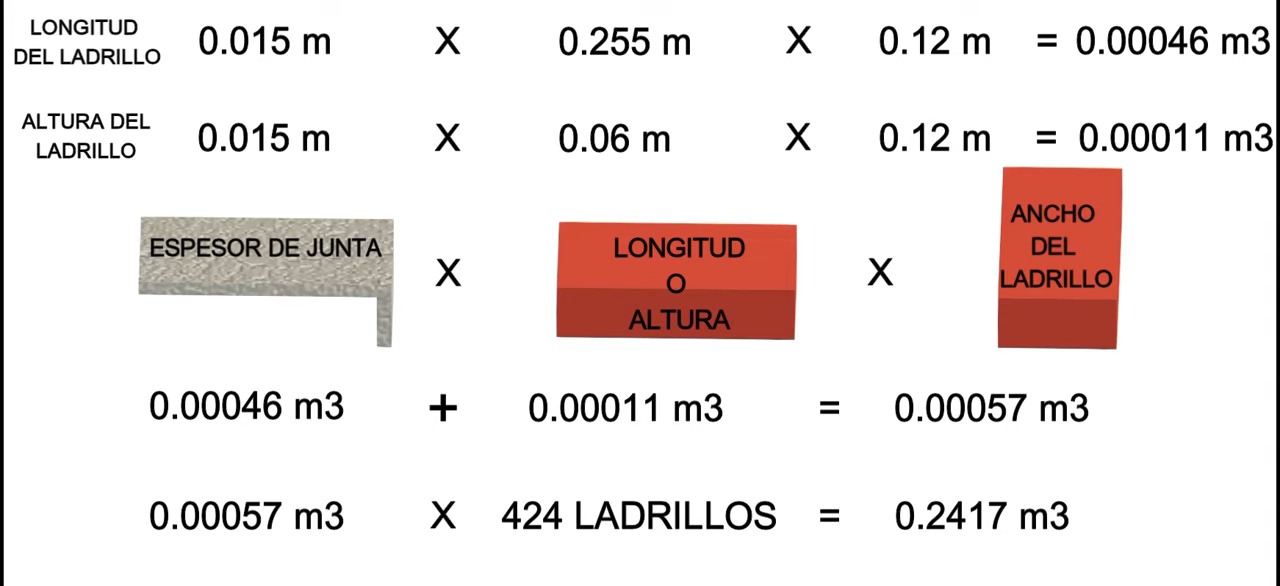 LONGITUD
DEL LADRILLO
0.015 m X 0.255 m X 0.12 m = 0.00046 m3
ALTURA DEL
LADRILLO
0.015 m X 0.06 m X 0.12 m = 0.00011 m3
ESPESOR DE JUNTA
X
LONGITUD
O
ALTURA
X
ANCHO
DEL
LADRILLO
0.00046 m3 + 0.00011 m3 = 0.00057 m3
0.00057 m3 X 424 LADRILLOS = 0.2417 m3